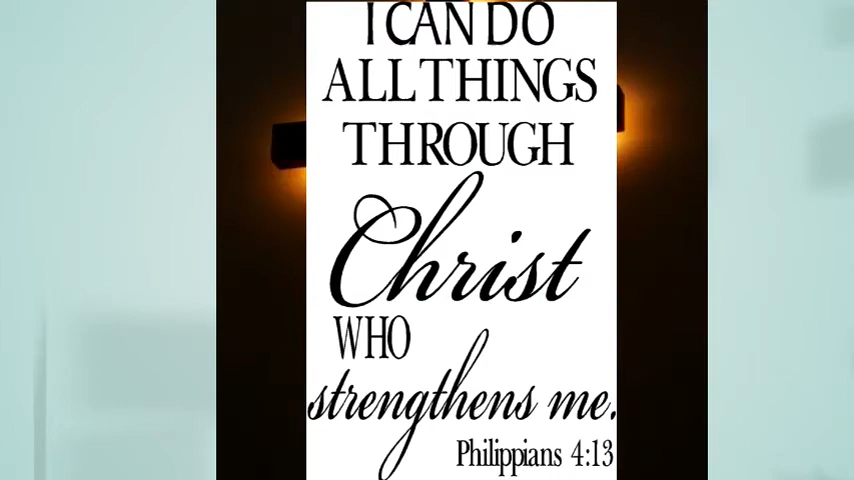 I CAN DO
ALL THINGS
THROUGH
Christ
WHO
strengthens me.
Philippians 4:13